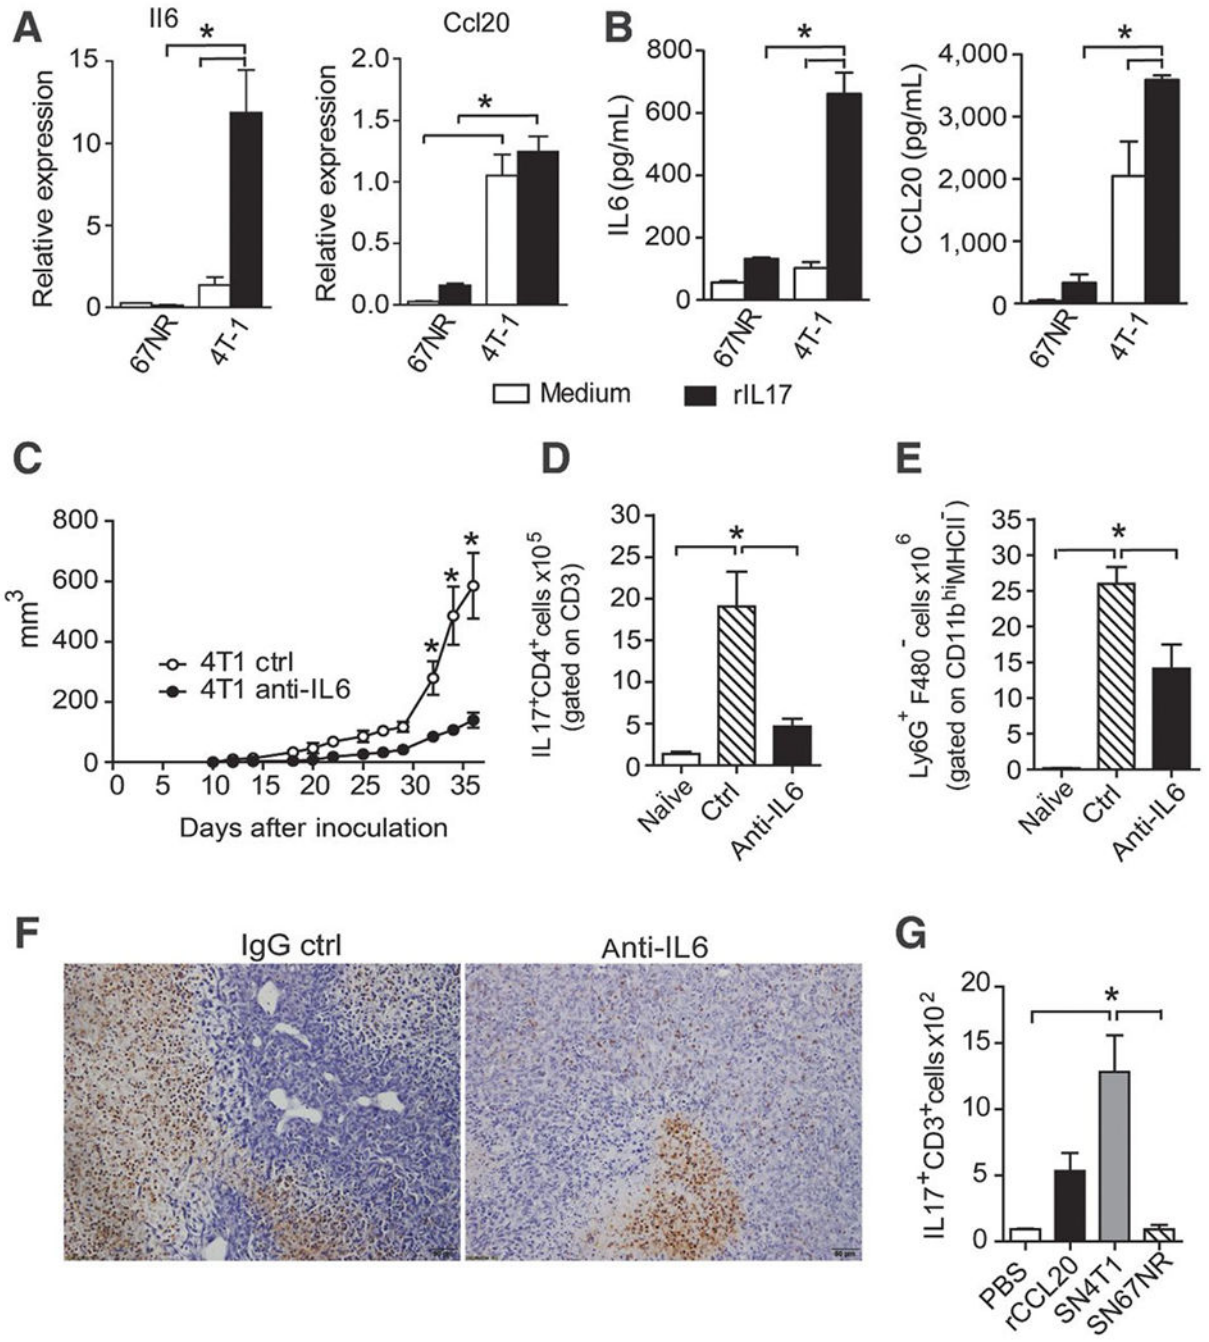 A
Il6
*
15
10
5
0
Relative expression
67NR
4T-1
Ccl20
*
2.0
1.5
1.0
0.5
0.0
Relative expression
67NR
4T-1
B
*
800
600
400
200
0
IL6 (pg/mL)
67NR
4T-1
*
4,000
3,000
2,000
1,000
0
CCL20 (pg/mL)
67NR
4T-1
Medium
rIL17
C
800
600
400
200
0
mm³
*
*
*
4T1 ctrl
4T1 anti-IL6
0 5 10 15 20 25 30 35
Days after inoculation
D
30
25
20
15
10
5
0
IL17⁺CD4⁺cells x10⁵
(gated on CD3)
*
Naïve
Ctrl
Anti-IL6
E
35
30
25
20
15
10
5
0
Ly6G⁺ F480⁻ cells x10⁶
(gated on CD11bʰⁱMHCII⁻)
*
Naïve
Ctrl
Anti-IL6
F
IgG ctrl
Anti-IL6
G
20
15
10
5
0
IL17⁺CD3⁺cells x10²
*
PBS
rCCL20
SN4T1
SN67NR